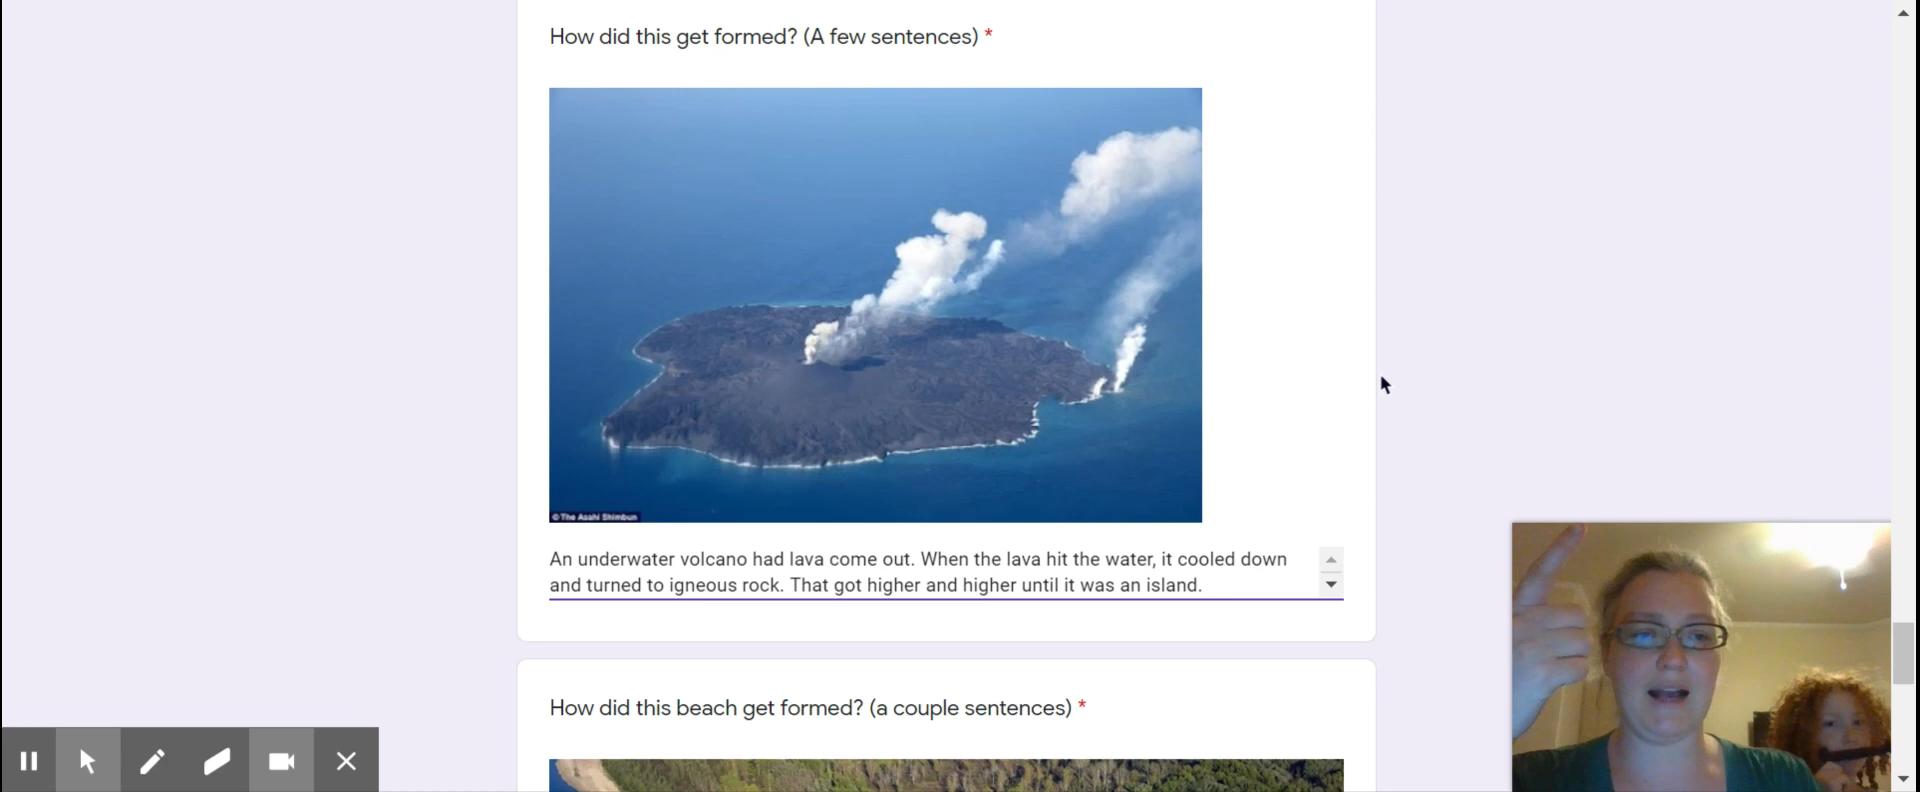 How did this get formed? (A few sentences) *
© The Asahi Shimbun
An underwater volcano had lava come out. When the lava hit the water, it cooled down
and turned to igneous rock. That got higher and higher until it was an island.
How did this beach get formed? (a couple sentences) *